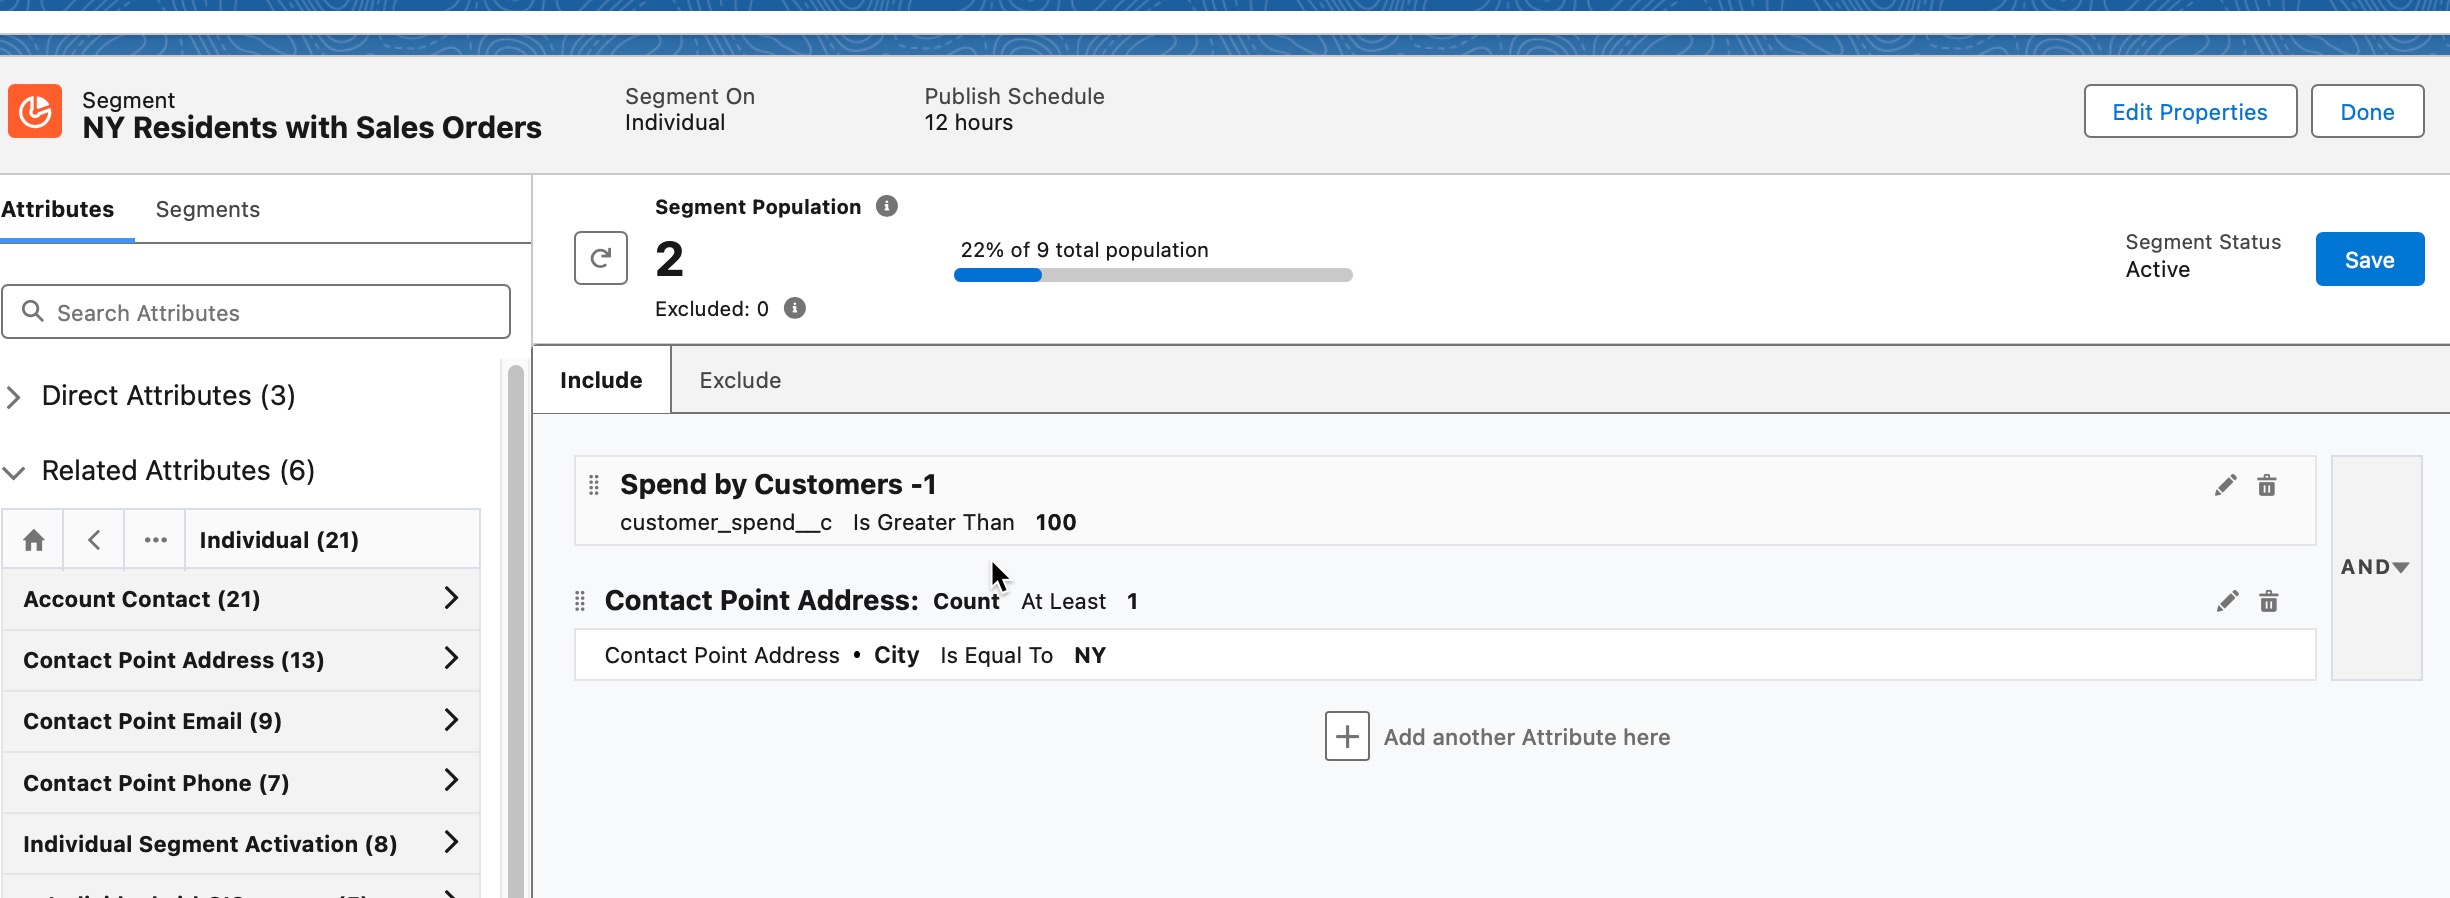 Segment
NY Residents with Sales Orders
Segment On
Individual
Publish Schedule
12 hours
Edit Properties
Done
Attributes
Segments
Search Attributes
Direct Attributes (3)
Related Attributes (6)
Individual (21)
Account Contact (21)
Contact Point Address (13)
Contact Point Email (9)
Contact Point Phone (7)
Individual Segment Activation (8)
Segment Population
2
22% of 9 total population
Excluded: 0
Segment Status
Active
Save
Include
Exclude
Spend by Customers -1
customer_spend__c Is Greater Than 100
Contact Point Address: Count At Least 1
Contact Point Address • City Is Equal To NY
AND
Add another Attribute here